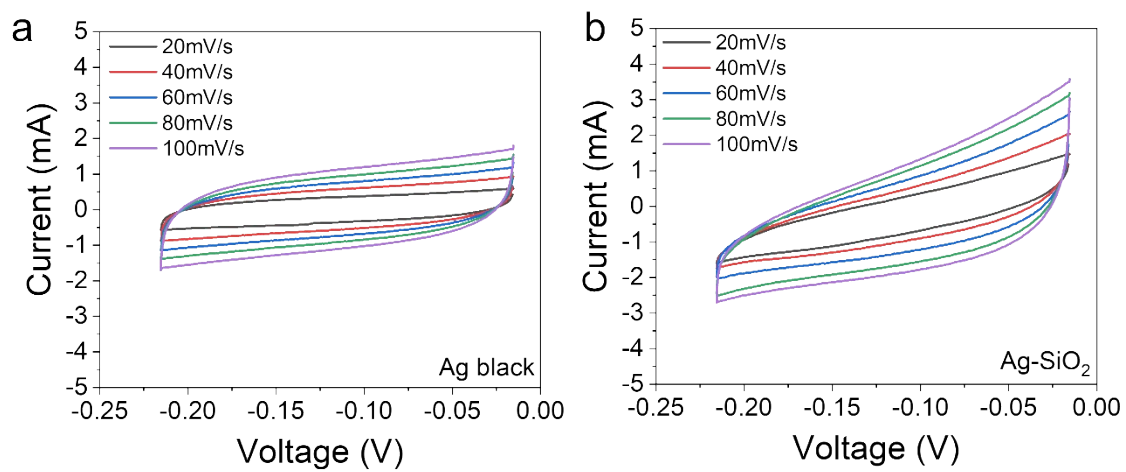 a
5
4
3
2
1
0
-1
-2
-3
-4
-5
Current (mA)
20mV/s
40mV/s
60mV/s
80mV/s
100mV/s
Ag black
-0.25
-0.20
-0.15
-0.10
-0.05
0.00
Voltage (V)
b
5
4
3
2
1
0
-1
-2
-3
-4
-5
Current (mA)
20mV/s
40mV/s
60mV/s
80mV/s
100mV/s
Ag-SiO₂
-0.25
-0.20
-0.15
-0.10
-0.05
0.00
Voltage (V)